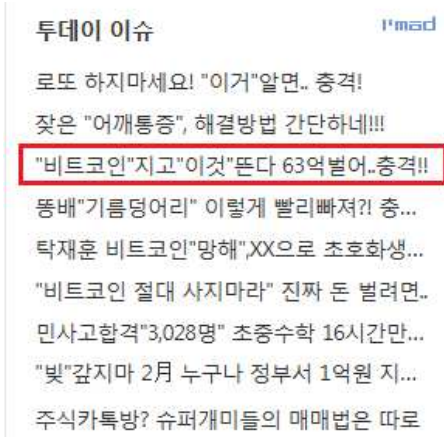 투데이 이슈 I'mad
로또 하지마세요! "이거"알면.. 충격!
잦은 "어깨통증", 해결방법 간단하네!!!
"비트코인"지고"이것"뜬다 63억벌어..충격!!
똥배"기름덩어리" 이렇게 빨리빠져?! 충...
탁재훈 비트코인"망해",XX으로 초호화생...
"비트코인 절대 사지마라" 진짜 돈 벌려면..
민사고합격"3,028명" 초중수학 16시간만...
"빚"갚지마 2月 누구나 정부서 1억원 지...
주식카톡방? 슈퍼개미들의 매매법은 따로